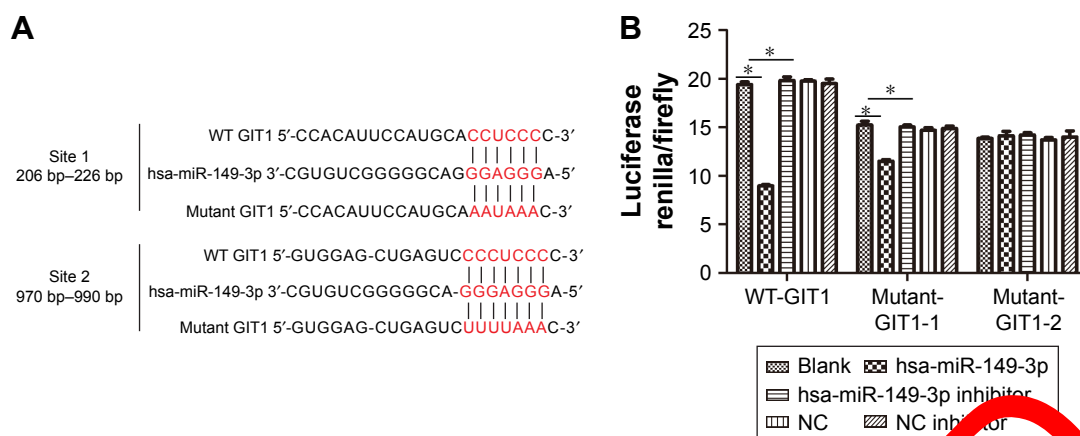 A
Site 1
206 bp–226 bp
WT GIT1 5′-CCACAUUCCAUGCACCUCCCC-3′
hsa-miR-149-3p 3′-CGUGUCGGGGGCAGGGAGGGA-5′
Mutant GIT1 5′-CCACAUUCCAUGCAAAUAAAC-3′
Site 2
970 bp–990 bp
WT GIT1 5′-GUGGAG-CUGAGUCCCCUCCCC-3′
hsa-miR-149-3p 3′-CGUGUCGGGGGCA-GGGAGGGA-5′
Mutant GIT1 5′-GUGGAG-CUGAGUCUUUUAAAC-3′
B
Luciferase
renilla/firefly
25
20
15
10
5
0
* *
* *
WT-GIT1
Mutant-
GIT1-1
Mutant-
GIT1-2
Blank hsa-miR-149-3p
hsa-miR-149-3p inhibitor
NC NC inhibitor